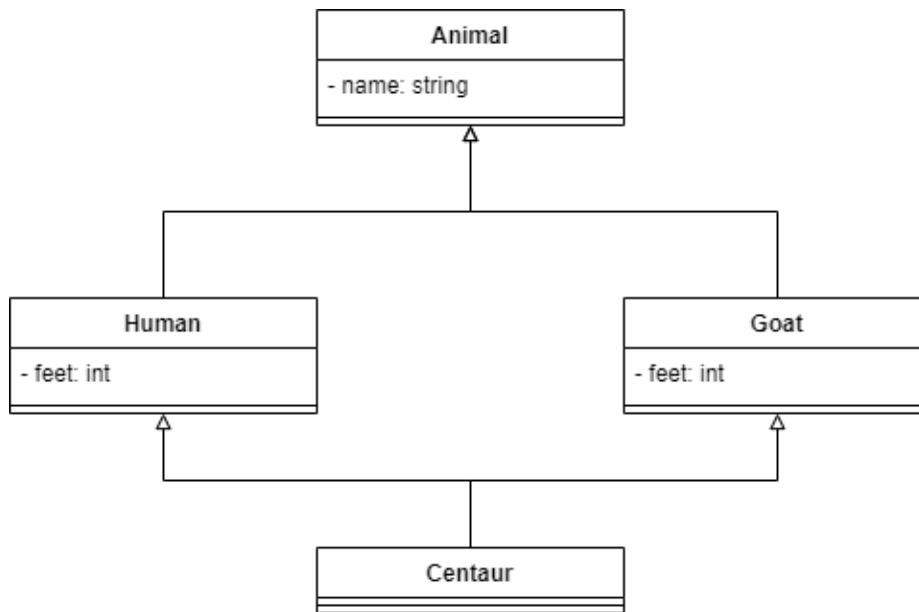 Animal
- name: string
Human
Goat
- feet: int
- feet: int
Centaur